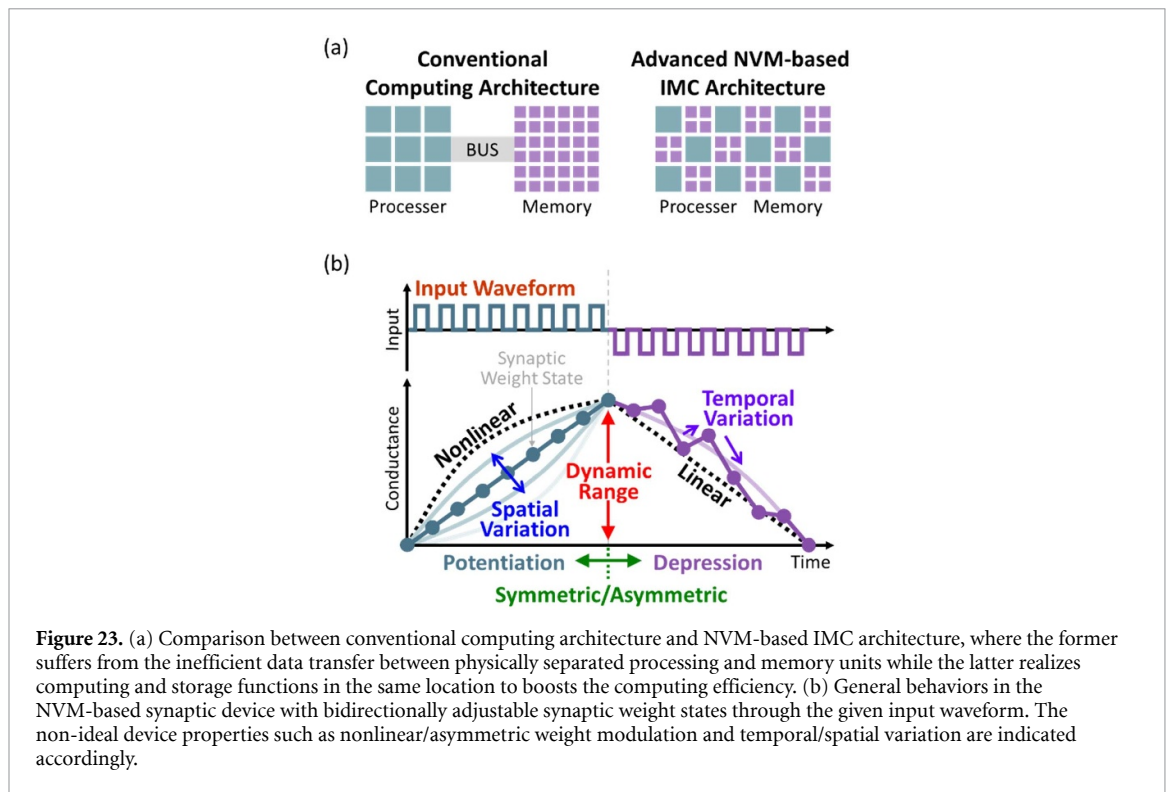 (a)
Conventional
Computing Architecture
Advanced NVM-based
IMC Architecture
BUS
Processer
Memory
Processer
Memory
(b)
Input Waveform
Input
Synaptic
Weight State
Conductance
Nonlinear
Spatial
Variation
Dynamic
Range
Temporal
Variation
Linear
Potentiation
Depression
Time
Symmetric/Asymmetric
Figure 23. (a) Comparison between conventional computing architecture and NVM-based IMC architecture, where the former
suffers from the inefficient data transfer between physically separated processing and memory units while the latter realizes
computing and storage functions in the same location to boosts the computing efficiency. (b) General behaviors in the
NVM-based synaptic device with bidirectionally adjustable synaptic weight states through the given input waveform. The
non-ideal device properties such as nonlinear/asymmetric weight modulation and temporal/spatial variation are indicated
accordingly.